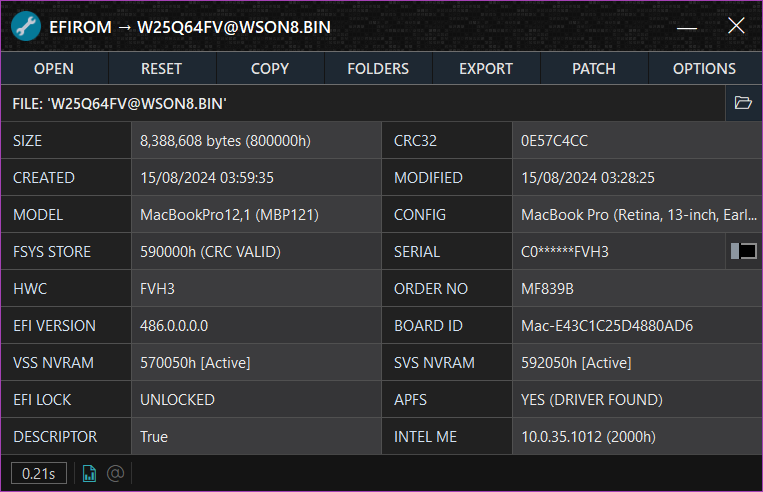 EFIROM → W25Q64FV@WSON8.BIN
OPEN RESET COPY FOLDERS EXPORT PATCH OPTIONS
FILE: 'W25Q64FV@WSON8.BIN'
SIZE 8,388,608 bytes (800000h) CRC32 0E57C4CC
CREATED 15/08/2024 03:59:35 MODIFIED 15/08/2024 03:28:25
MODEL MacBookPro12,1 (MBP121) CONFIG MacBook Pro (Retina, 13-inch, Earl...
FSYS STORE 590000h (CRC VALID) SERIAL C0******FVH3
HWC FVH3 ORDER NO MF839B
EFI VERSION 486.0.0.0.0 BOARD ID Mac-E43C1C25D4880AD6
VSS NVRAM 570050h [Active] SVS NVRAM 592050h [Active]
EFI LOCK UNLOCKED APFS YES (DRIVER FOUND)
DESCRIPTOR True INTEL ME 10.0.35.1012 (2000h)
0.21s @